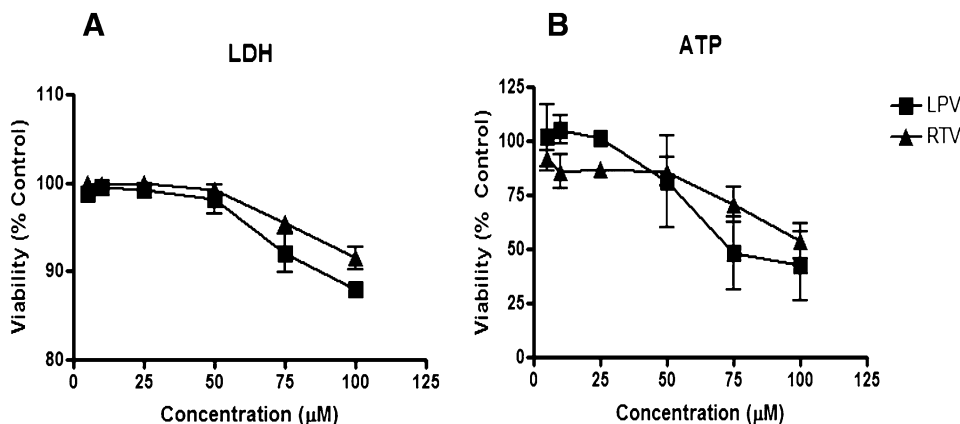 A
LDH
Viability (% Control)
110
100
90
80
0 25 50 75 100 125
Concentration (μM)
B
ATP
Viability (% Control)
125
100
75
50
25
0
0 25 50 75 100 125
Concentration (μM)
LPV
RTV